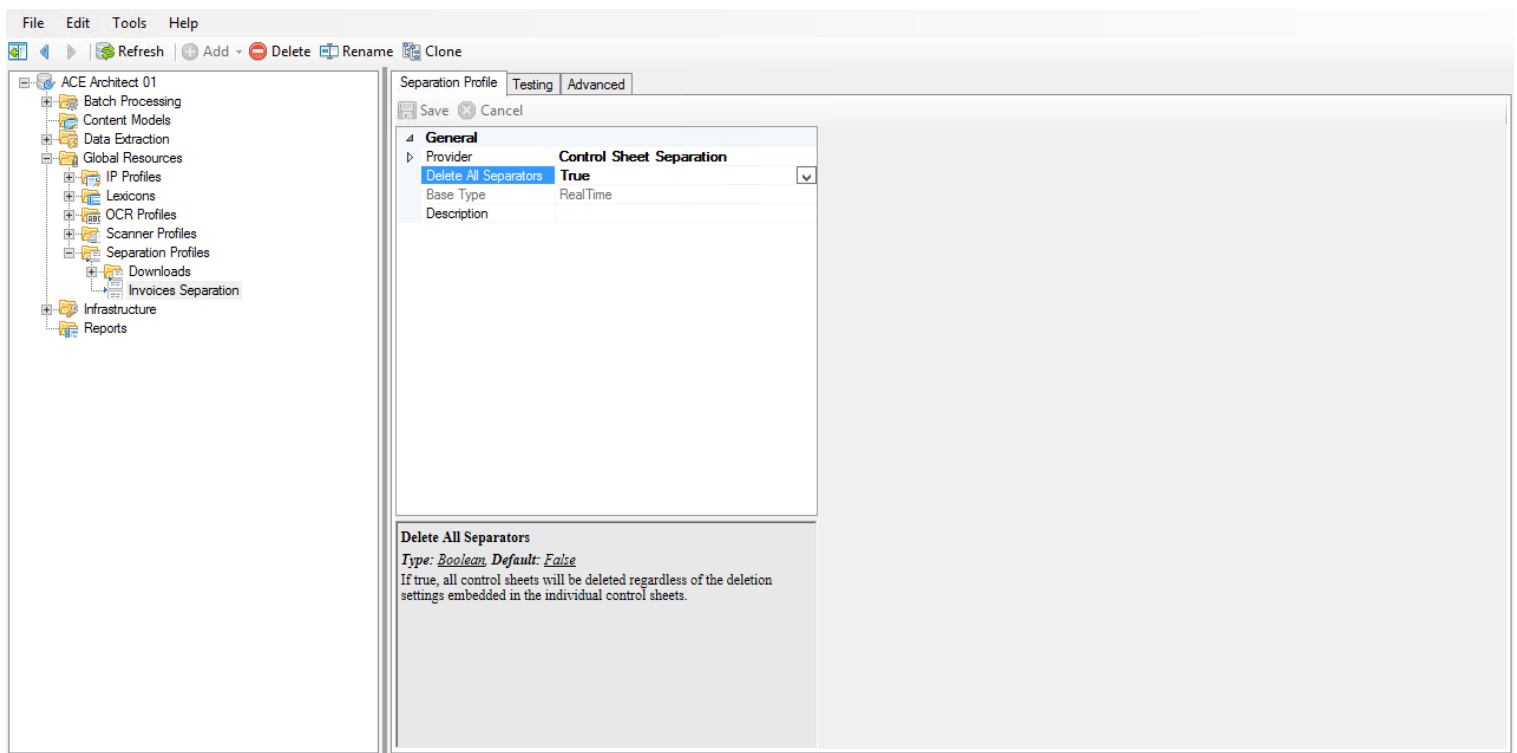 File Edit Tools Help
Refresh Add Delete Rename Clone
ACE Architect 01
Batch Processing
Content Models
Data Extraction
Global Resources
IP Profiles
Lexicons
OCR Profiles
Scanner Profiles
Separation Profiles
Downloads
Invoices Separation
Infrastructure
Reports
Separation Profile Testing Advanced
Save Cancel
General
Provider Control Sheet Separation
Delete All Separators True
Base Type RealTime
Description
Delete All Separators
Type: Boolean, Default: False
If true, all control sheets will be deleted regardless of the deletion
settings embedded in the individual control sheets.